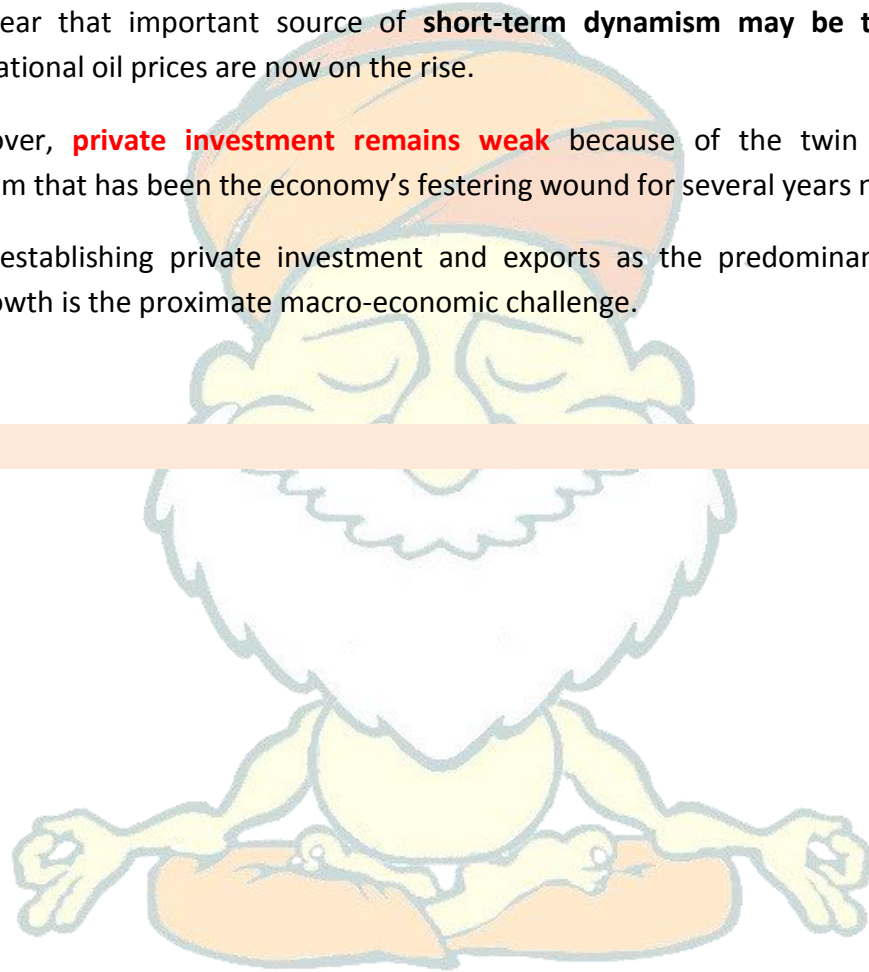 ear that important source of short-term dynamism may be t
ational oil prices are now on the rise.
over, private investment remains weak because of the twin
m that has been the economy’s festering wound for several years n
establishing private investment and exports as the predominan
owth is the proximate macro-economic challenge.